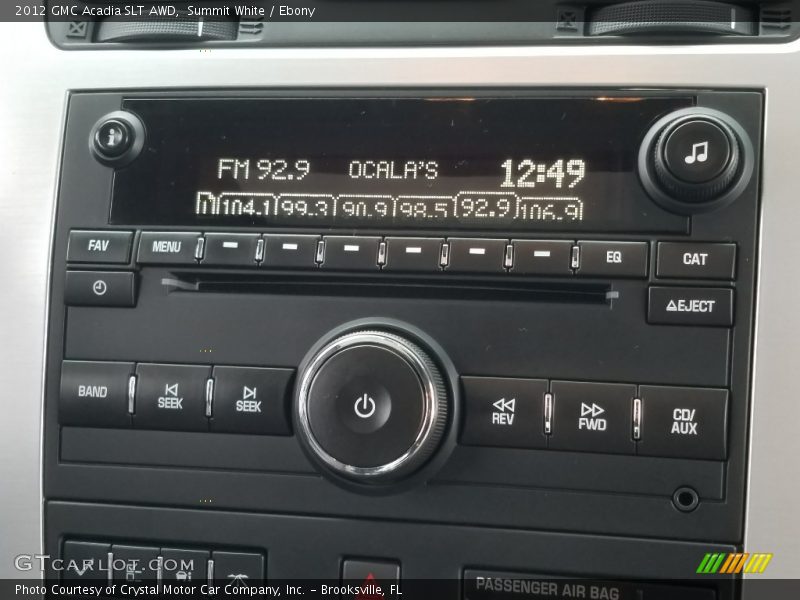 2012 GMC Acadia SLT AWD,  Summit White / Ebony
FM 92.9 OCALA'S 12:49
104.1 99.3 90.9 98.5 92.9 106.9
FAV MENU EQ CAT
EJECT
BAND SEEK SEEK REV FWD CD/AUX
PASSENGER AIR BAG
GTCARLOT.COM
Photo Courtesy of Crystal Motor Car Company, Inc. – Brooksville, FL